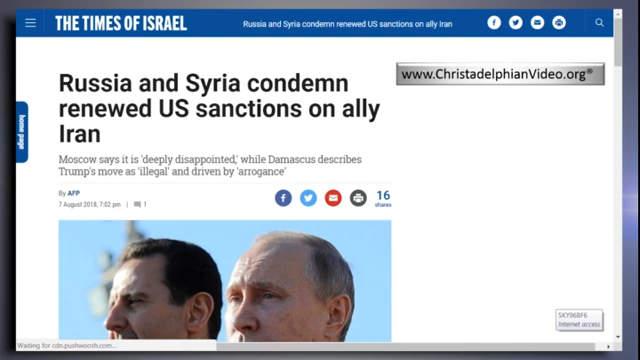 THE TIMES OF ISRAEL
Russia and Syria condemn renewed US sanctions on ally Iran
www.ChristadelphianVideo.org®
home page
Russia and Syria condemn
renewed US sanctions on ally
Iran
Moscow says it is 'deeply disappointed,' while Damascus describes
Trump's move as 'illegal' and driven by 'arrogance'
By AFP
7 August 2018, 7:02 pm
1
16
shares
SKY96BF6
Internet access
Waiting for cdn.pushwoosh.com...